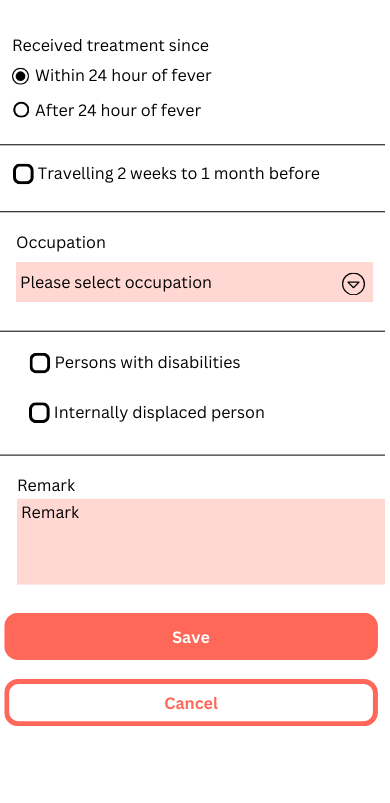 Received treatment since
Within 24 hour of fever
After 24 hour of fever
Travelling 2 weeks to 1 month before
Occupation
Please select occupation
Persons with disabilities
Internally displaced person
Remark
Remark
Save
Cancel